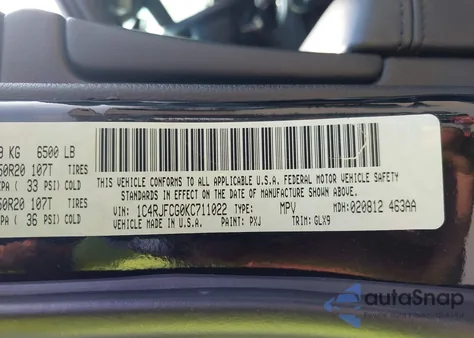 8 KG 6500 LB
50R20 107T TIRES
PA ( 33 PSI) COLD
50R20 107T TIRES
PA ( 36 PSI) COLD
THIS VEHICLE CONFORMS TO ALL APPLICABLE U.S.A. FEDERAL MOTOR VEHICLE SAFETY
STANDARDS IN EFFECT ON THE DATE OF MANUFACTURE SHOWN ABOVE.
VIN: 1C4RJFCG0KC711022 TYPE: MPV MDH: 020812 463AA
VEHICLE MADE IN U.S.A. PAINT: PXJ TRIM: GLX9
autoSnap